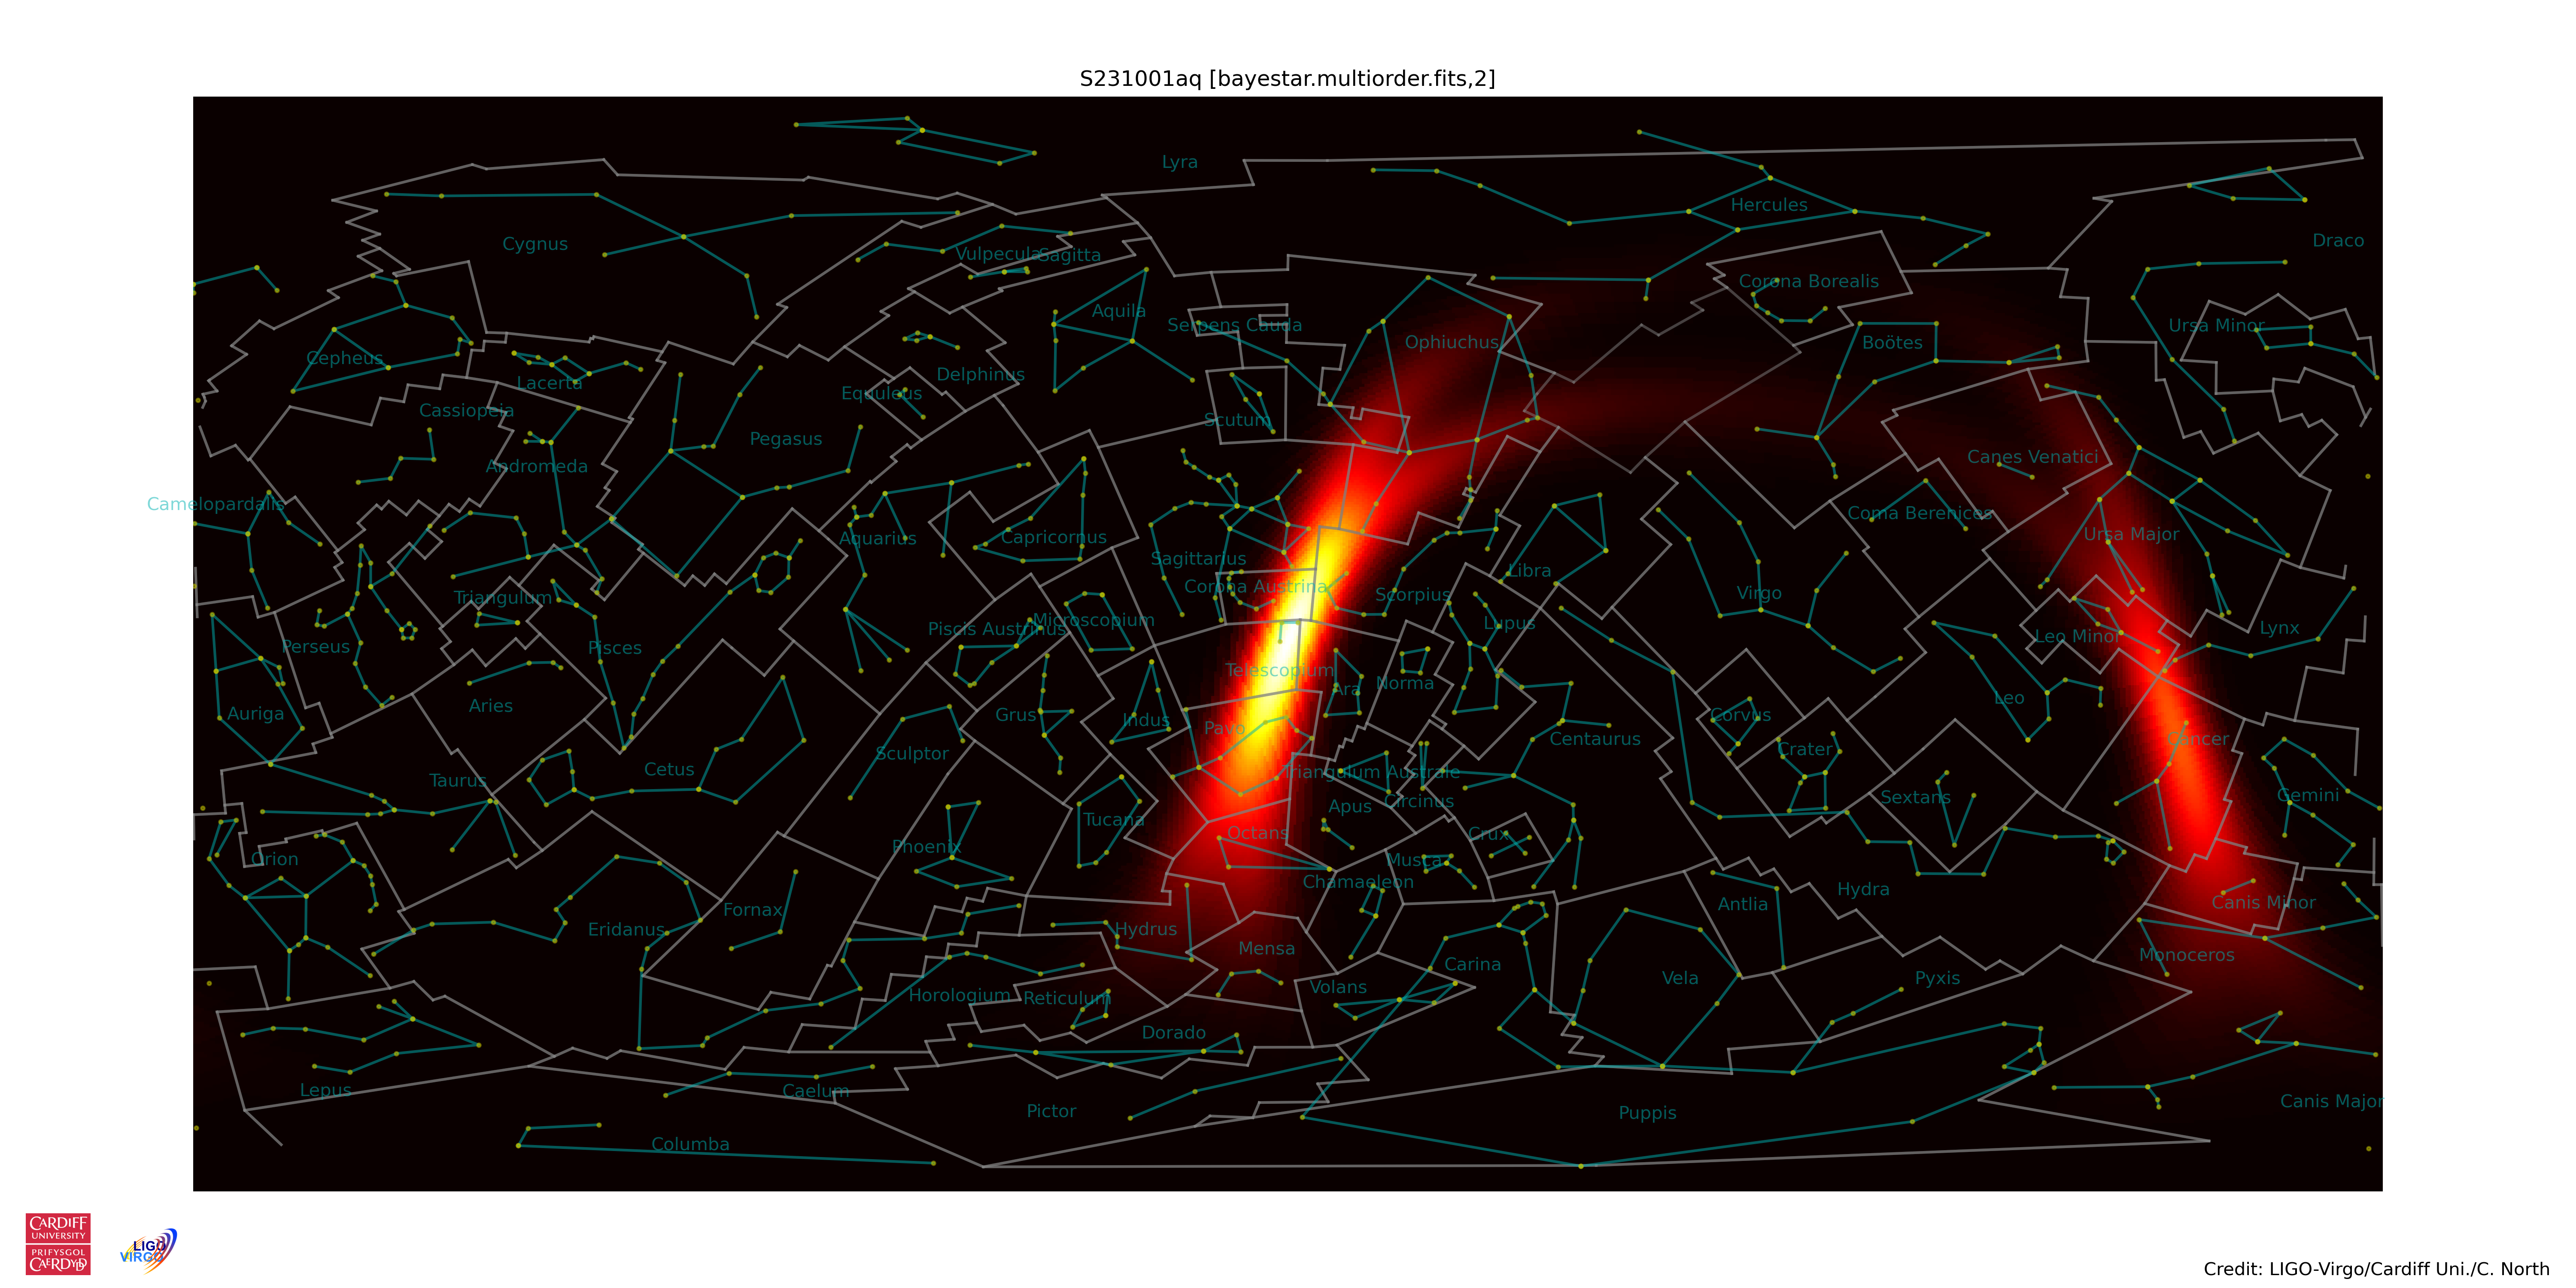 S231001aq [bayestar.multiorder.fits,2]
Lyra
Hercules
Cygnus
Draco
Vulpecula
Sagitta
Corona Borealis
Aquila
Serpens Cauda
Ursa Minor
Ophiuchus
Boötes
Cepheus
Delphinus
Lacerta
Equuleus
Cassiopeia
Scutum
Pegasus
Canes Venatici
Andromeda
Camelopardalis
Coma Berenices
Ursa Major
Capricornus
Aquarius
Sagittarius
Libra
Corona Austrina
Scorpius
Virgo
Triangulum
Microscopium
Lupus
Piscis Austrinus
Lynx
Leo Minor
Perseus
Pisces
Telescopium
Norma
Ara
Leo
Aries
Auriga
Grus
Corvus
Indus
Pavo
Centaurus
Cancer
Crater
Sculptor
Cetus
Triangulum Australe
Taurus
Gemini
Sextans
Circinus
Apus
Tucana
Octans
Crux
Phoenix
Orion
Musca
Chamaeleon
Hydra
Canis Minor
Antlia
Fornax
Eridanus
Hydrus
Mensa
Monoceros
Carina
Vela
Pyxis
Volans
Horologium
Reticulum
Dorado
Lepus
Caelum
Canis Major
Pictor
Puppis
Columba
CARDIFF
UNIVERSITY
PRIFYSGOL
CAERDYDD
LIGO
VIRGO
Credit: LIGO-Virgo/Cardiff Uni./C. North